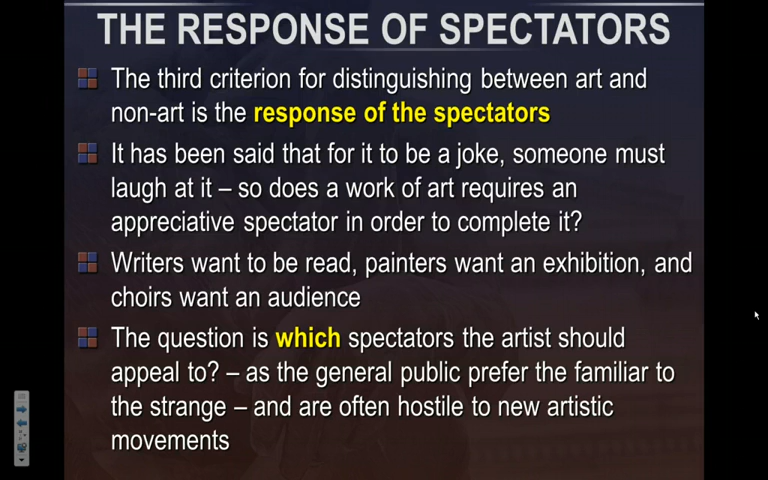 THE RESPONSE OF SPECTATORS
The third criterion for distinguishing between art and
non-art is the response of the spectators
It has been said that for it to be a joke, someone must
laugh at it – so does a work of art requires an
appreciative spectator in order to complete it?
Writers want to be read, painters want an exhibition, and
choirs want an audience
The question is which spectators the artist should
appeal to? – as the general public prefer the familiar to
the strange – and are often hostile to new artistic
movements